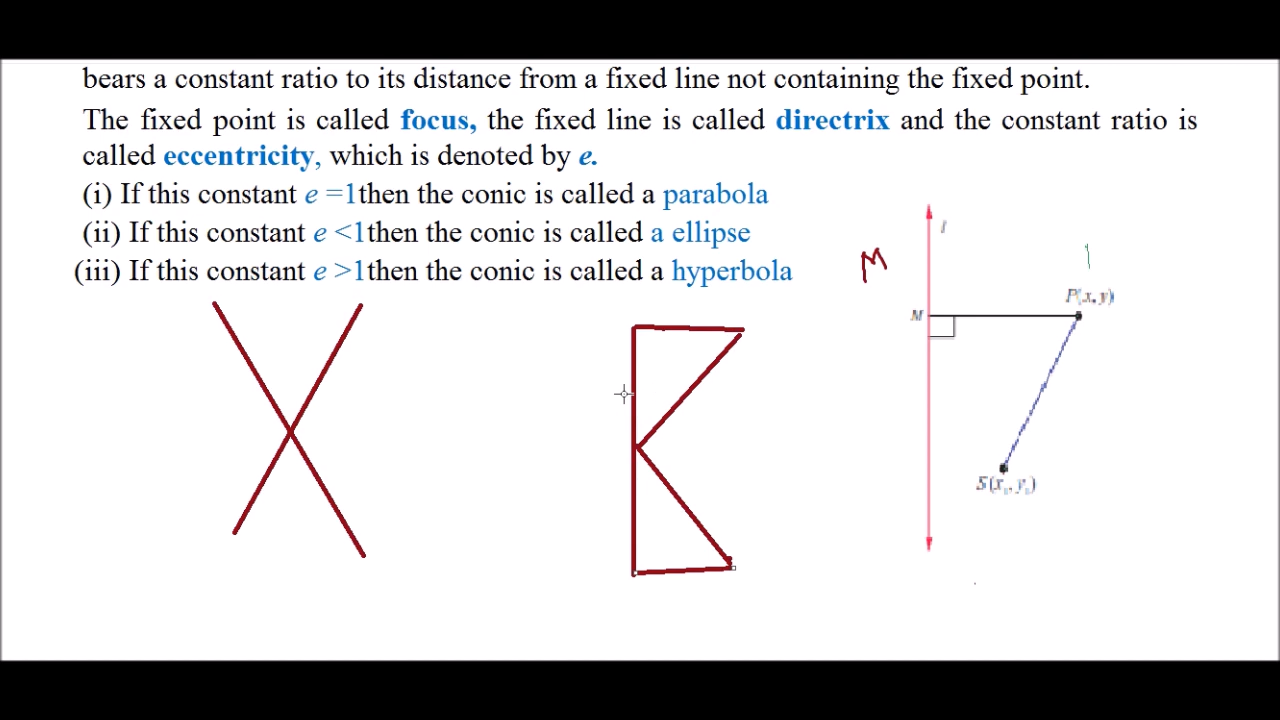 bears a constant ratio to its distance from a fixed line not containing the fixed point.
The fixed point is called focus, the fixed line is called directrix and the constant ratio is
called eccentricity, which is denoted by e.
(i) If this constant e =1then the conic is called a parabola
(ii) If this constant e <1then the conic is called a ellipse
(iii) If this constant e >1then the conic is called a hyperbola
l
M
P(x, y)
M
S(x₁, y₁)